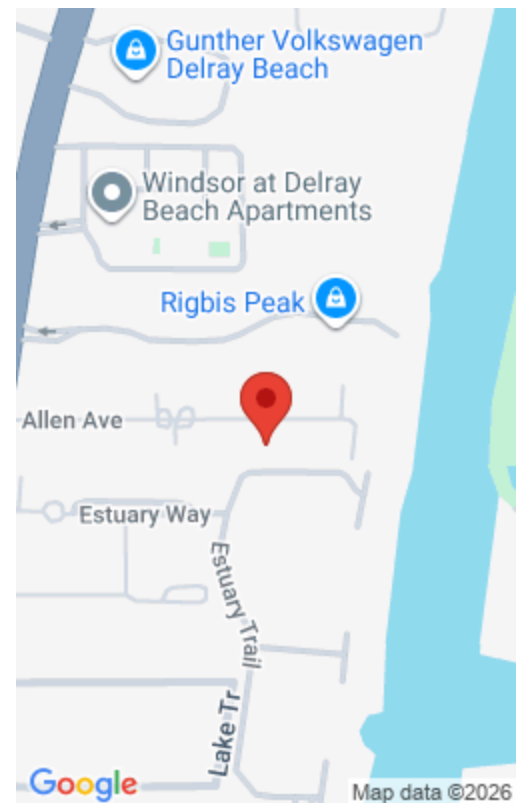 Gunther Volkswagen
Delray Beach
Windsor at Delray
Beach Apartments
Rigbis Peak
Allen Ave
Estuary Way
Estuary Trail
Lake Tr
Google
Map data ©2026